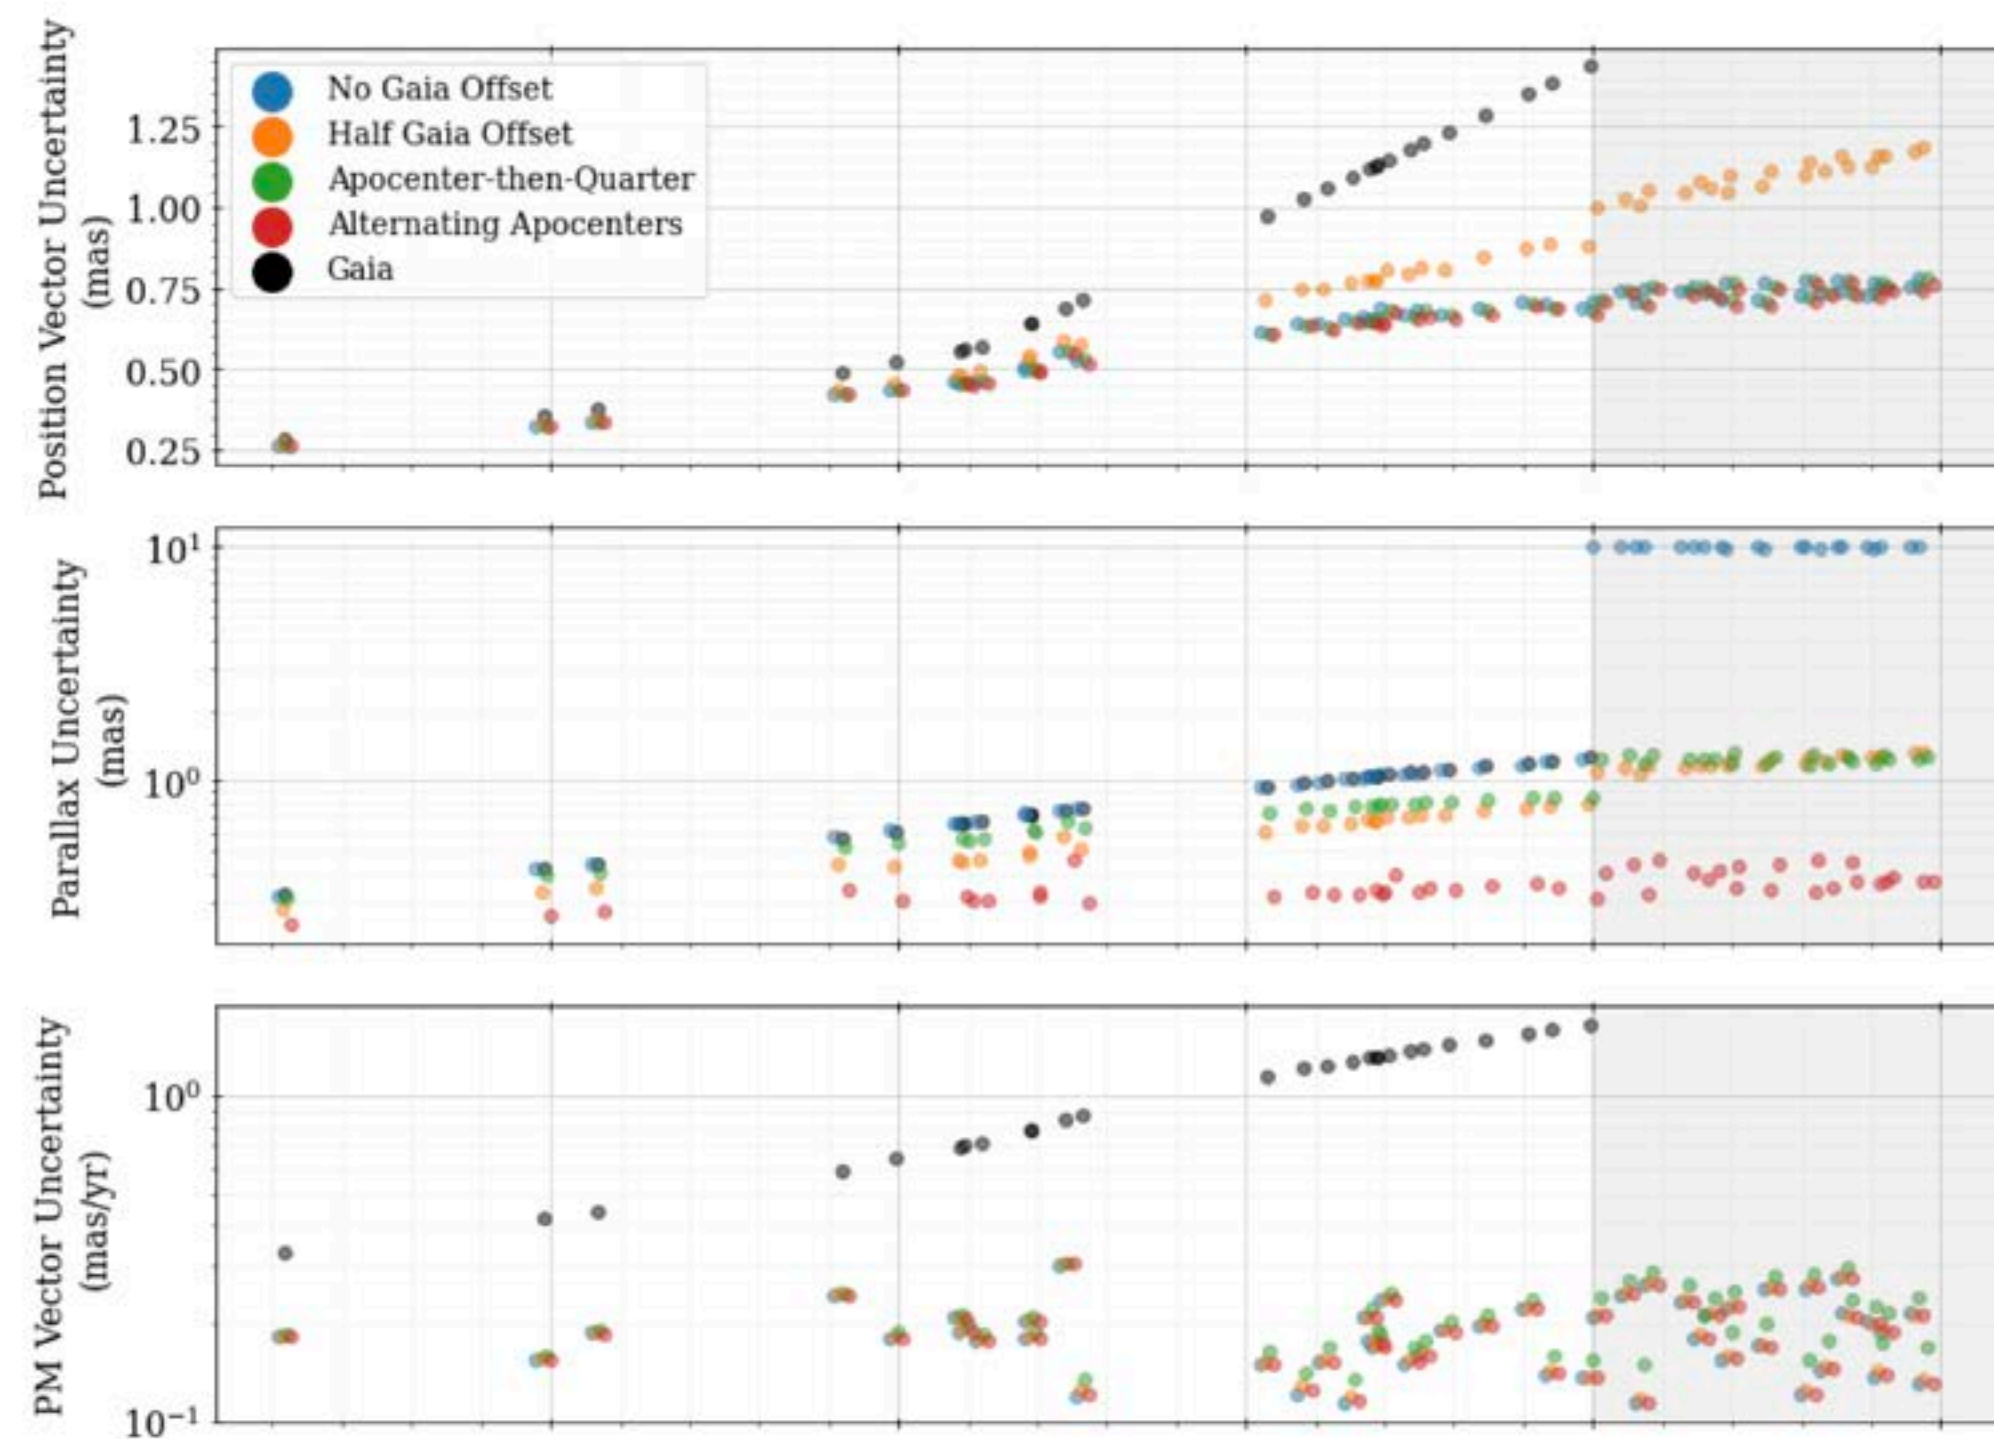 Position Vector Uncertainty
(mas)
1.25
1.00
0.75
0.50
0.25
No Gaia Offset
Half Gaia Offset
Apocenter-then-Quarter
Alternating Apocenters
Gaia
Parallax Uncertainty
(mas)
10¹
10⁰
PM Vector Uncertainty
(mas/yr)
10⁰
10⁻¹